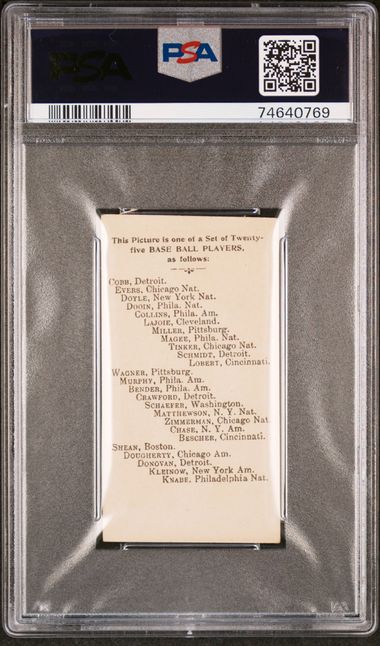 PSA
PSA
74640769
This Picture is one of a Set of Twenty-
five BASE BALL PLAYERS,
as follows:
COBB, Detroit.
EVERS, Chicago Nat.
DOYLE, New York Nat.
DOOIN, Phila. Nat.
COLLINS, Phila. Am.
LAJOIE, Cleveland.
MILLER, Pittsburg.
MAGEE, Phila. Nat.
TINKER, Chicago Nat.
SCHMIDT, Detroit.
LOBERT, Cincinnati.
WAGNER, Pittsburg.
MURPHY, Phila. Am.
BENDER, Phila. Am.
CRAWFORD, Detroit.
SCHAEFER, Washington.
MATTHEWSON, N. Y. Nat.
ZIMMERMAN, Chicago Nat.
CHASE, N. Y. Am.
BESCHER, Cincinnati.
SHEAN, Boston.
DOUGHERTY, Chicago Am.
DONOVAN, Detroit.
KLEINOW, New York Am.
KNABE. Philadelphia Nat.